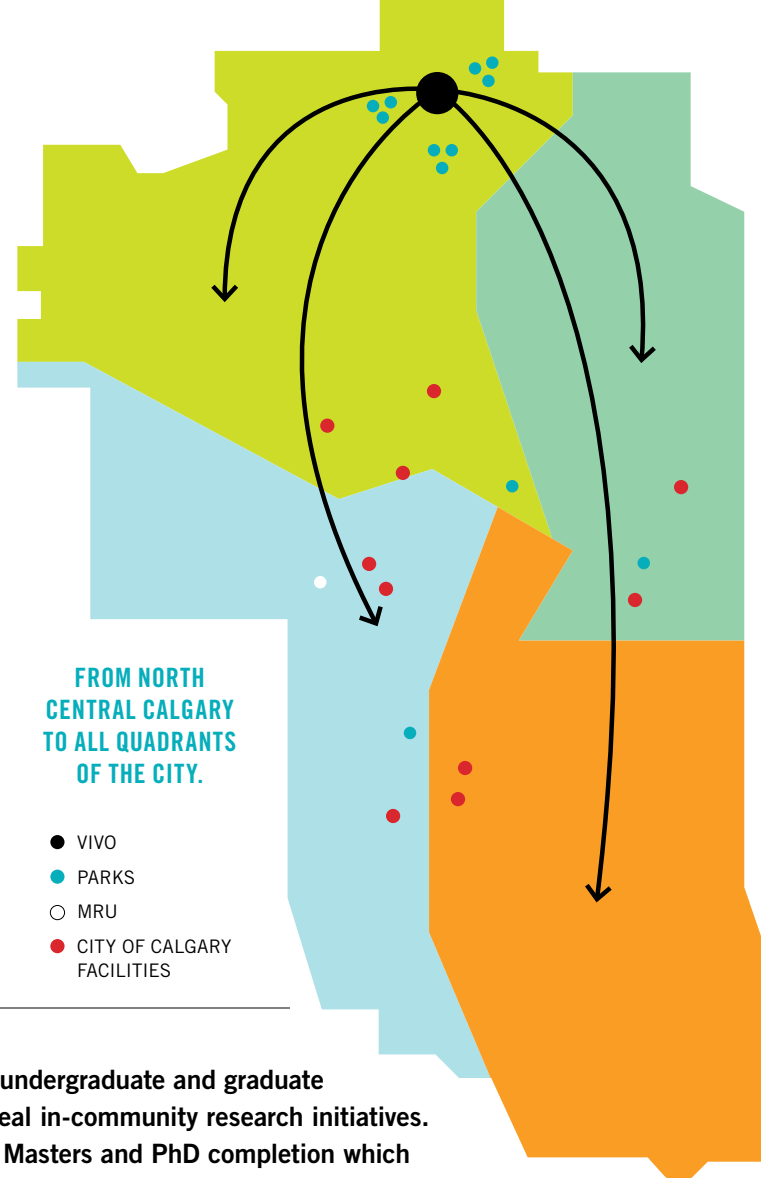 FROM NORTH
CENTRAL CALGARY
TO ALL QUADRANTS
OF THE CITY.
VIVO
PARKS
MRU
CITY OF CALGARY
FACILITIES
undergraduate and graduate
eal in-community research initiatives.
Masters and PhD completion which